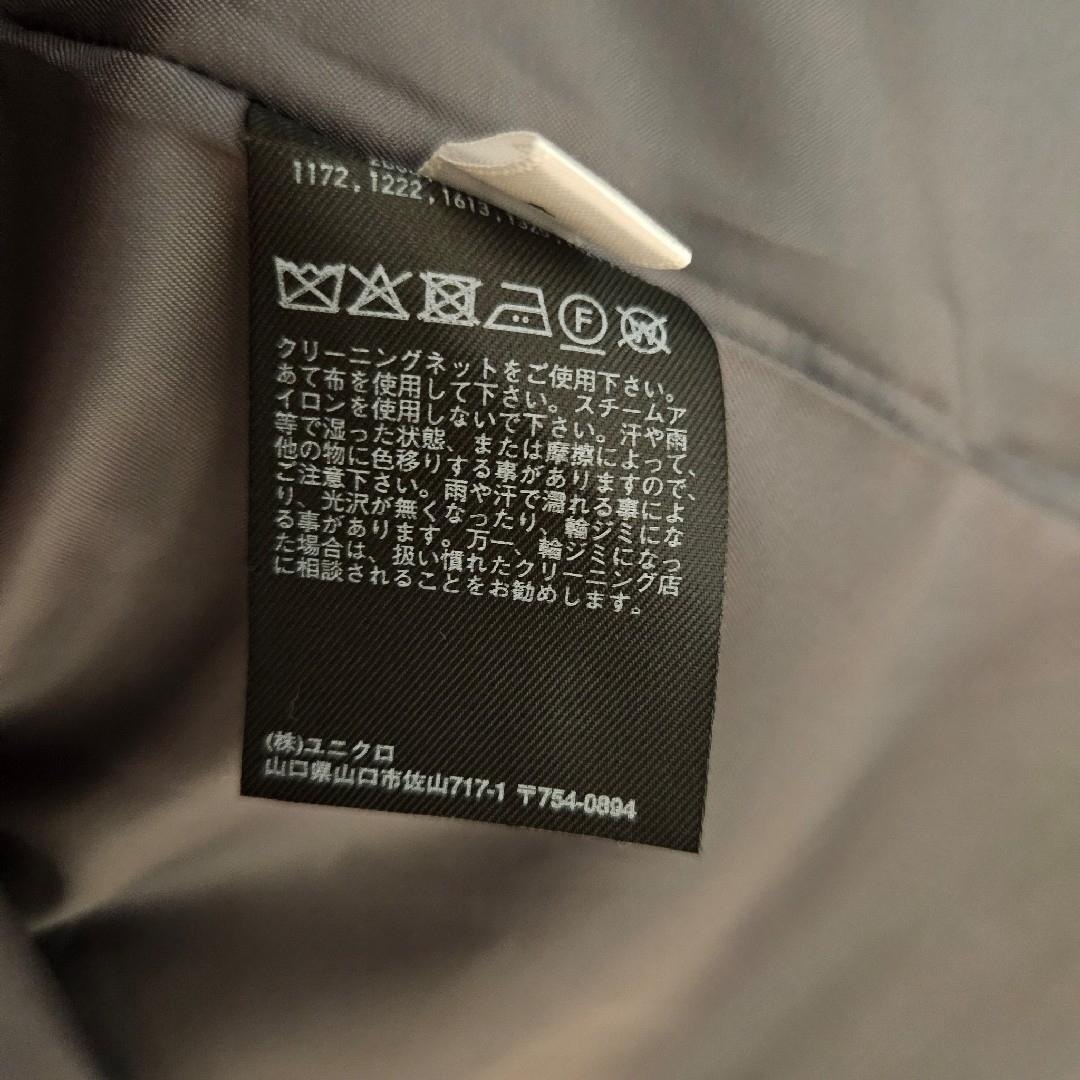 1172,1222,1613,
F
W
クリーニングネットをご使用下さい。
あて布を使用して下さい。スチームア
イロンを使用しないで下さい。汗や雨
等で湿った状態、または摩擦によって、
他の物に色移りする事がありますので、
ご注意下さい。雨や汗で濡れる事によ
り、光沢が無くなったり、輪ジミにな
る事があります。万一、輪ジミになっ
た場合は、扱い慣れたクリーニング店
に相談されることをお勧めします。
(株)ユニクロ
山口県山口市佐山717-1 〒754-0894